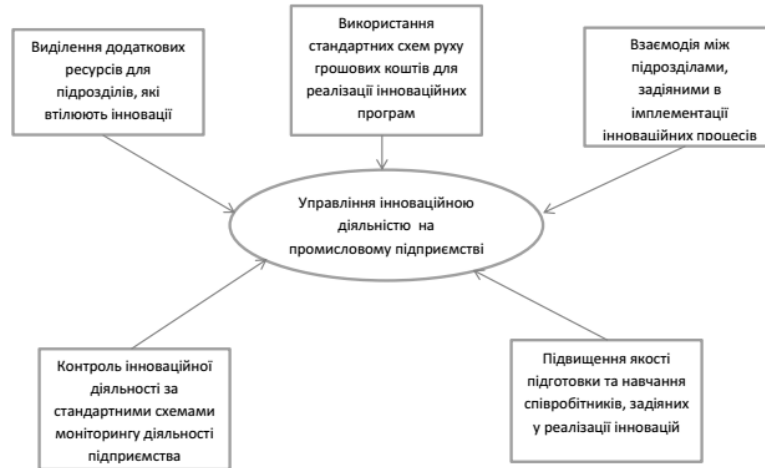 Виділення додаткових
ресурсів для
підрозділів, які
втілюють інновації
Використання
стандартних схем руху
грошових коштів для
реалізації інноваційних
програм
Взаємодія між
підрозділами,
задіяними в
імплементації
інноваційних процесів
Управління інноваційною
діяльністю на
промисловому підприємстві
Контроль інноваційної
діяльності за
стандартними схемами
моніторингу діяльності
підприємства
Підвищення якості
підготовки та навчання
співробітників, задіяних
у реалізації інновацій